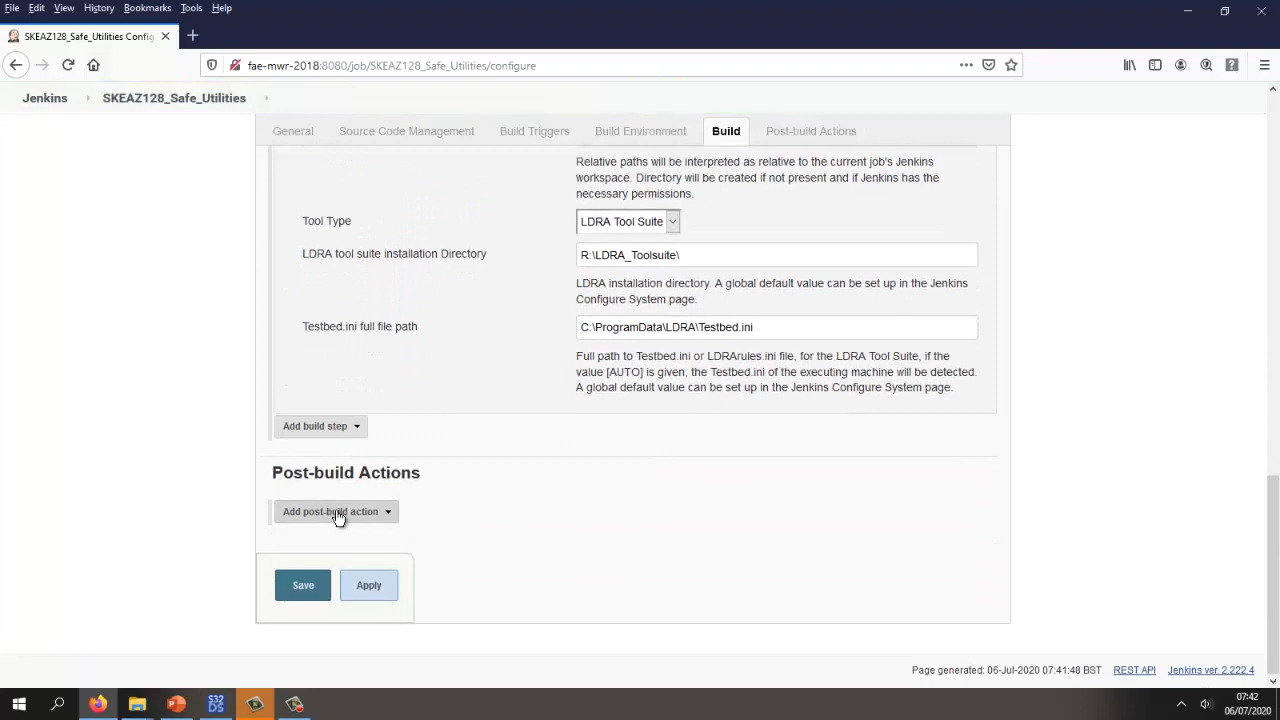 File Edit View History Bookmarks Tools Help
SKEAZ128_Safe_Utilities Config
fae-mwr-2018:8080/job/SKEAZ128_Safe_Utilities/configure
Jenkins SKEAZ128_Safe_Utilities
General Source Code Management Build Triggers Build Environment Build Post-build Actions
Relative paths will be interpreted as relative to the current job's Jenkins
workspace. Directory will be created if not present and if Jenkins has the
necessary permissions.
Tool Type LDRA Tool Suite
LDRA tool suite installation Directory R:\LDRA_Toolsuite\
LDRA installation directory. A global default value can be set up in the Jenkins
Configure System page.
Testbed.ini full file path C:\ProgramData\LDRA\Testbed.ini
Full path to Testbed.ini or LDRArules.ini file, for the LDRA Tool Suite, if the
value [AUTO] is given, the Testbed.ini of the executing machine will be detected.
A global default value can be set up in the Jenkins Configure System page.
Add build step
Post-build Actions
Add post-build action
Save Apply
Page generated: 06-Jul-2020 07:41:48 BST REST API Jenkins ver. 2.222.4
S32
DS
07:42
06/07/2020